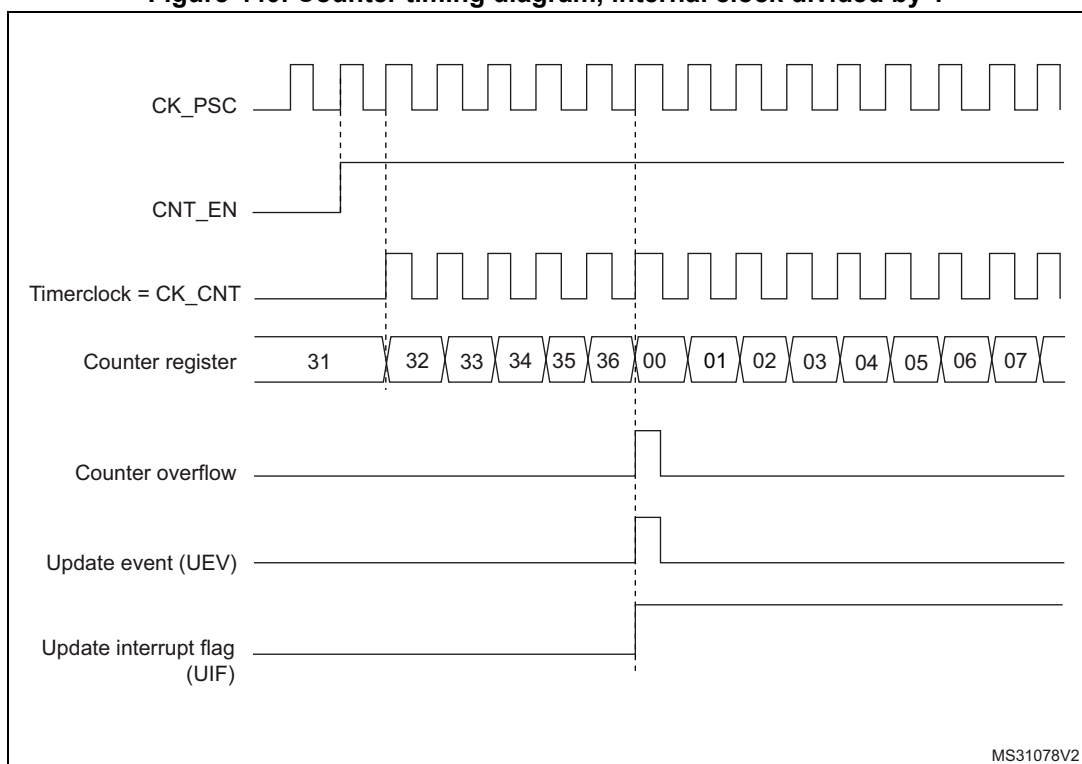 CK_PSC
CNT_EN
Timerclock = CK_CNT
Counter register
31 32 33 34 35 36 00 01 02 03 04 05 06 07
Counter overflow
Update event (UEV)
Update interrupt flag
(UIF)
MS31078V2